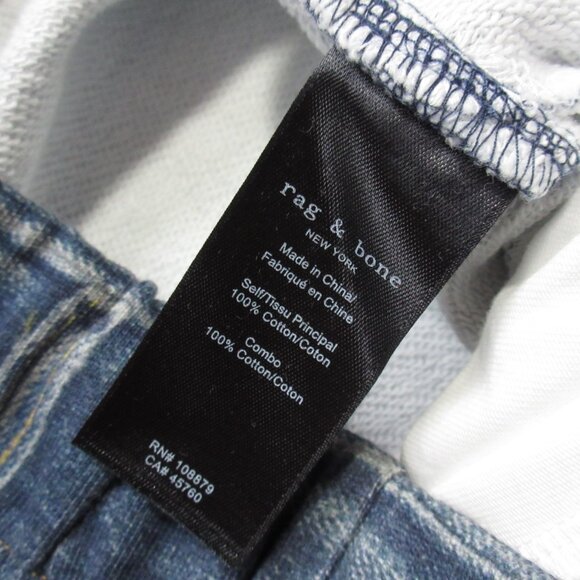 rag & bone
NEW YORK
Made in China/
Fabriqué en Chine
Self/Tissu Principal
100% Cotton/Coton
Combo
100% Cotton/Coton
RN# 108879
CA# 45760